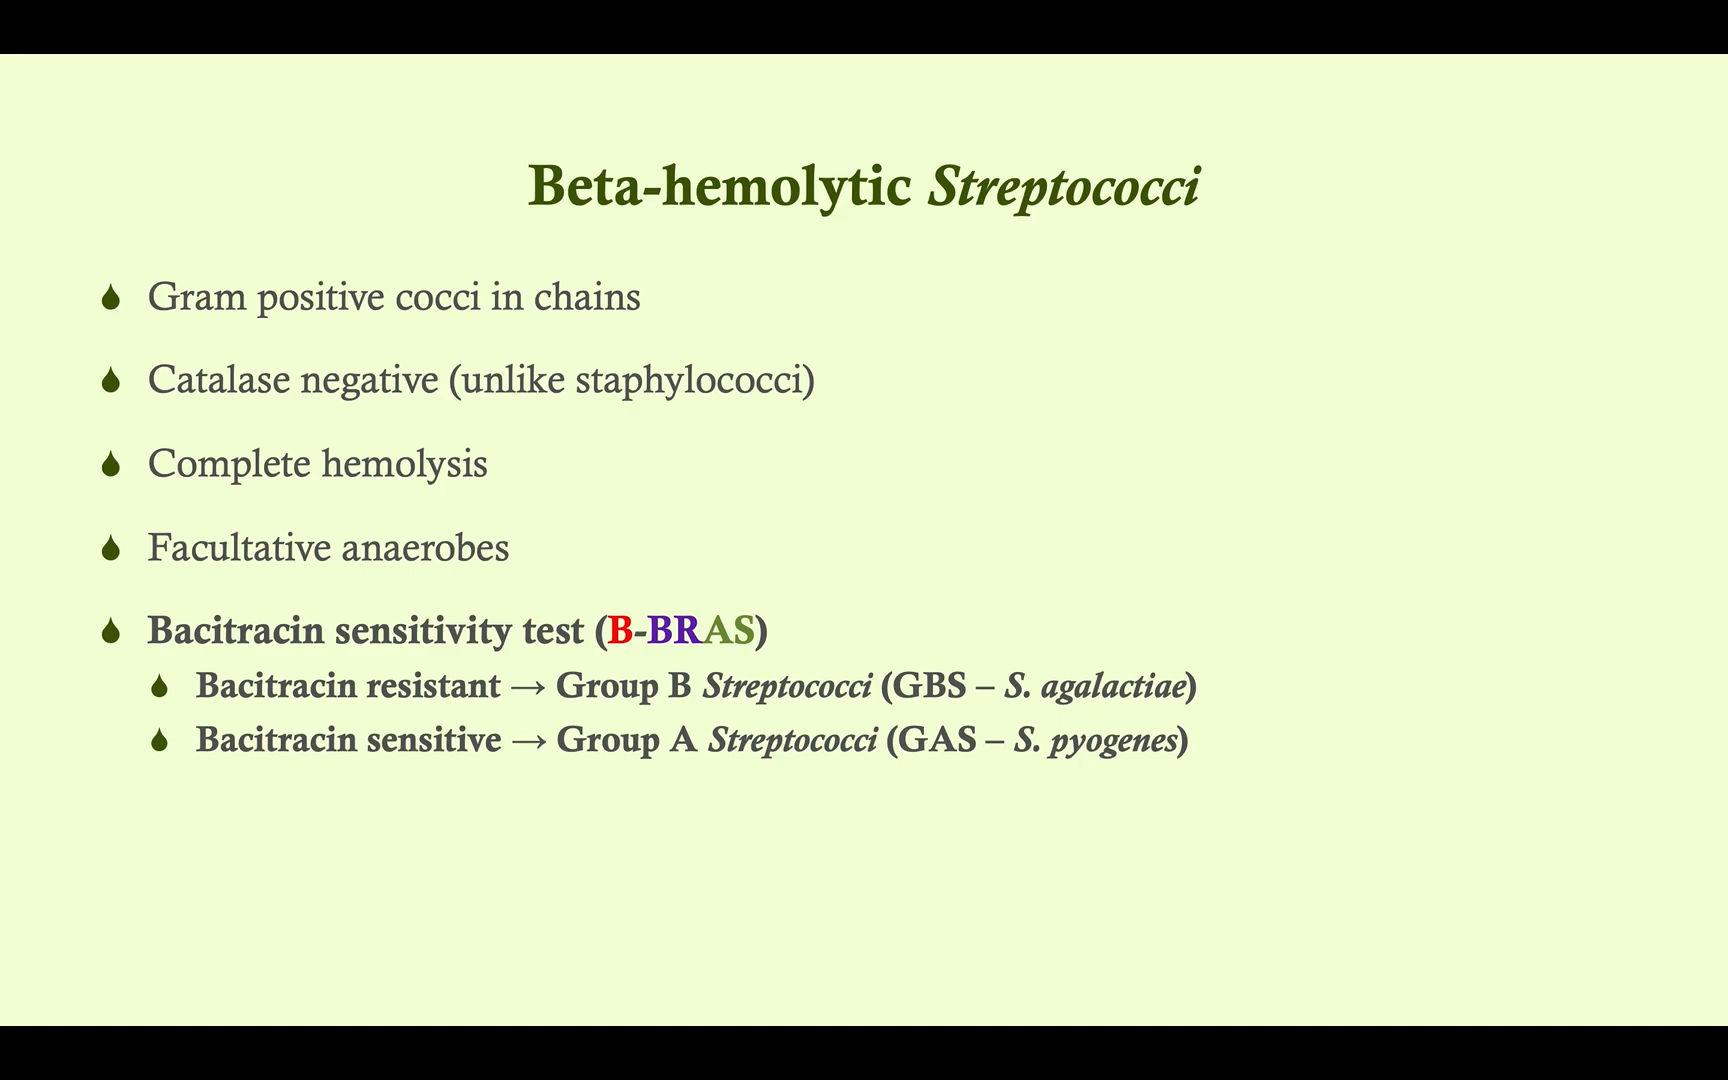 Beta-hemolytic Streptococci
Gram positive cocci in chains
Catalase negative (unlike staphylococci)
Complete hemolysis
Facultative anaerobes
Bacitracin sensitivity test (B-BRAS)
Bacitracin resistant → Group B Streptococci (GBS – S. agalactiae)
Bacitracin sensitive → Group A Streptococci (GAS – S. pyogenes)